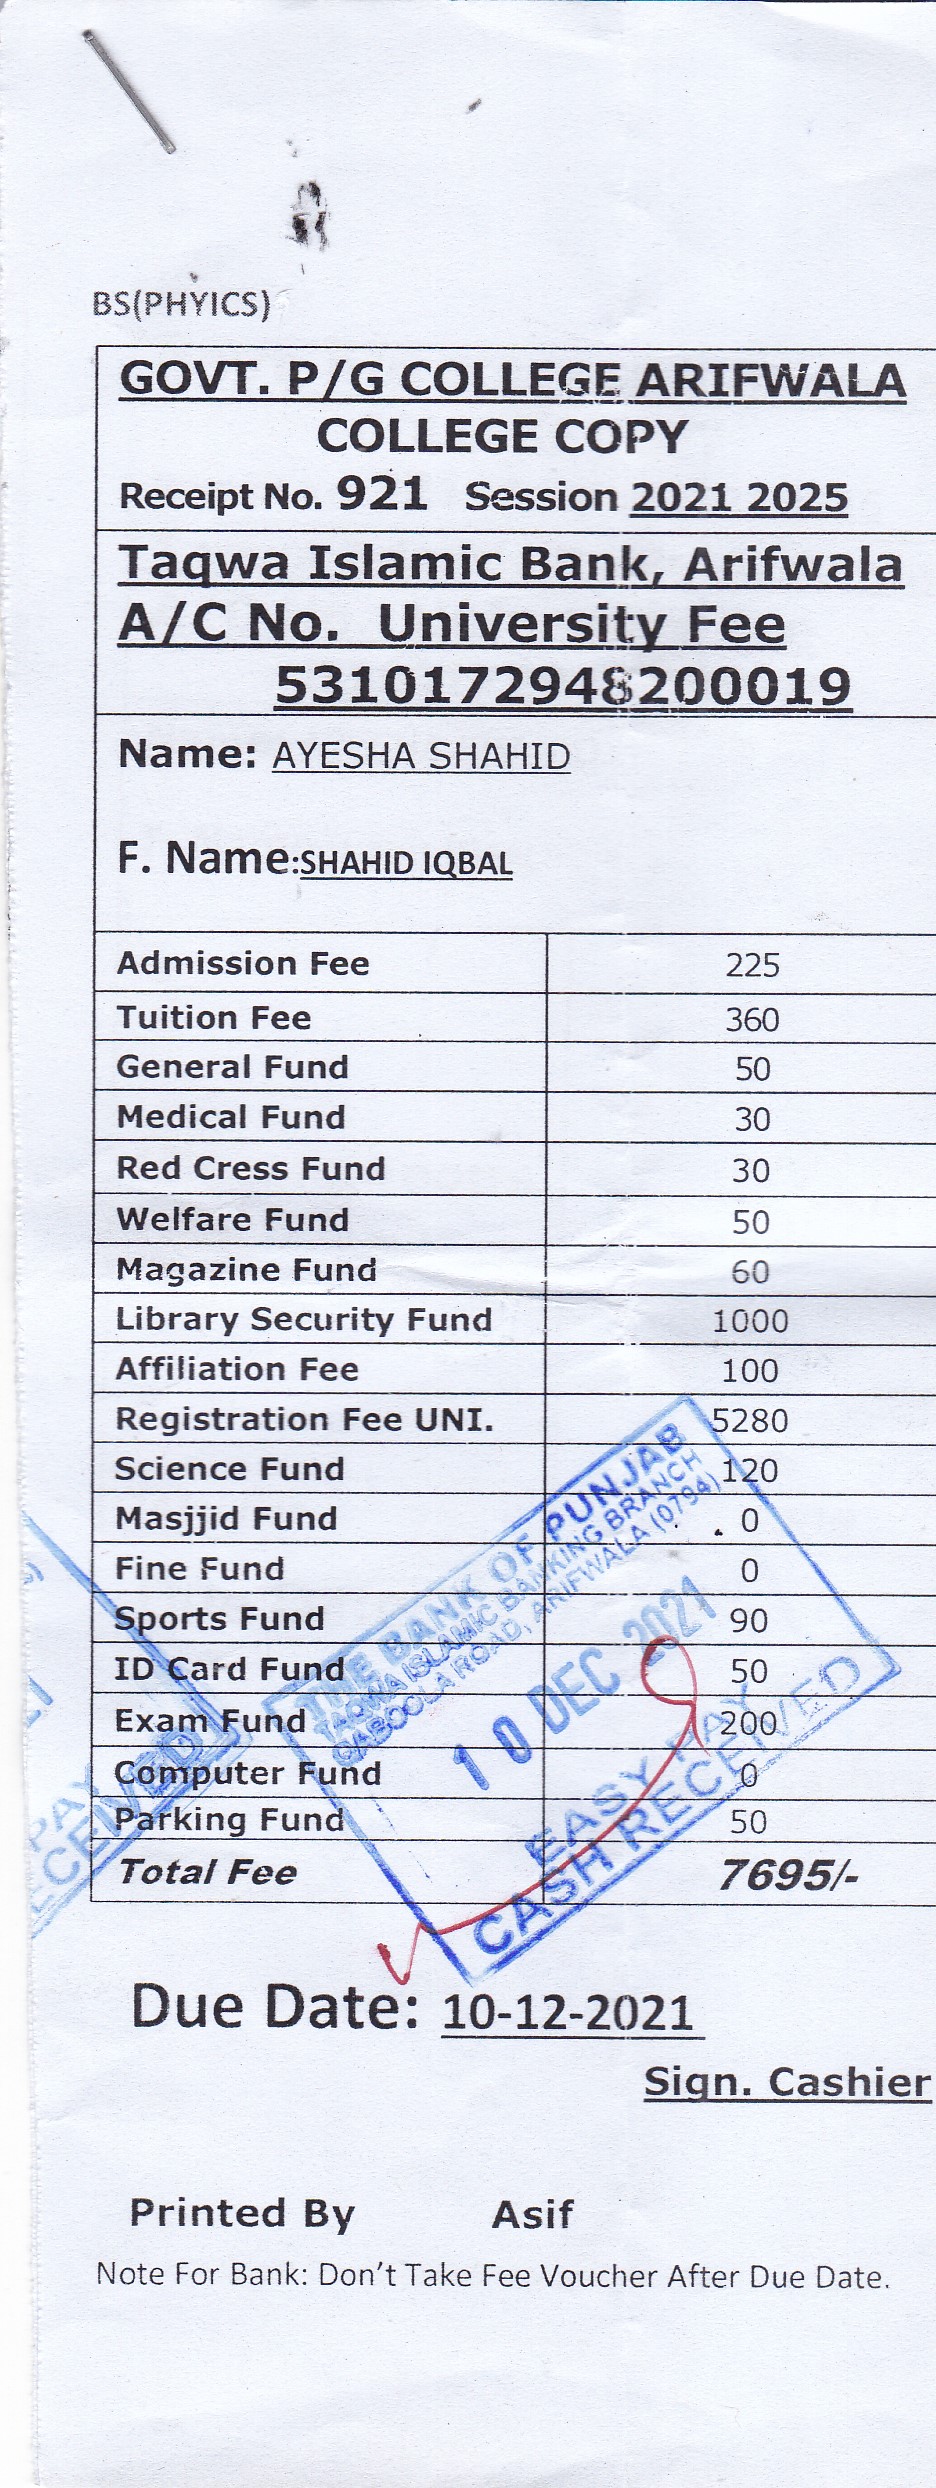 BS(PHYICS)
GOVT. P/G COLLEGE ARIFWALA
COLLEGE COPY
Receipt No. 921 Session 2021 2025
Taqwa Islamic Bank, Arifwala
A/C No. University Fee
5310172948200019
Name: AYESHA SHAHID
F. Name:SHAHID IQBAL
Admission Fee 225
Tuition Fee 360
General Fund 50
Medical Fund 30
Red Cress Fund 30
Welfare Fund 50
Magazine Fund 60
Library Security Fund 1000
Affiliation Fee 100
Registration Fee UNI. 5280
Science Fund 120
Masjjid Fund 0
Fine Fund 0
Sports Fund 90
ID Card Fund 50
Exam Fund 200
Computer Fund 0
Parking Fund 50
Total Fee 7695/-
THE BANK OF PUNJAB
TAQWA ISLAMIC BANKING BRANCH
QABOOLA ROAD, ARIFWALA (0794)
10 DEC 2021
EASY PAY
CASH RECEIVED
PAY
CEIVED
Due Date: 10-12-2021
Sign. Cashier
Printed By Asif
Note For Bank: Don't Take Fee Voucher After Due Date.